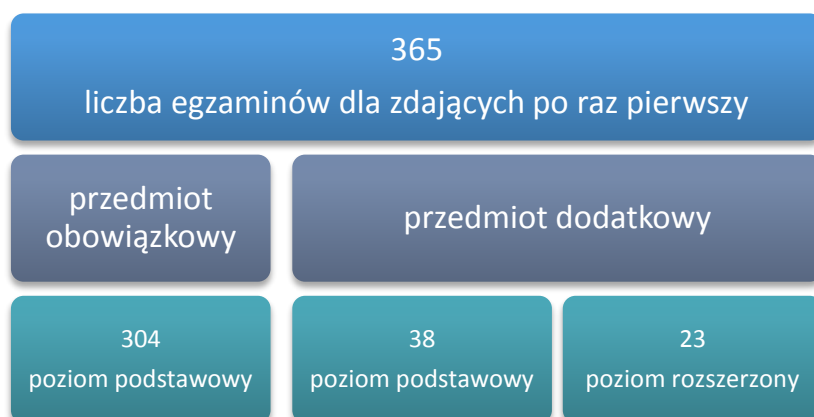 365
liczba egzaminów dla zdających po raz pierwszy
przedmiot
obowiązkowy
przedmiot dodatkowy
304
poziom podstawowy
38
poziom podstawowy
23
poziom rozszerzony